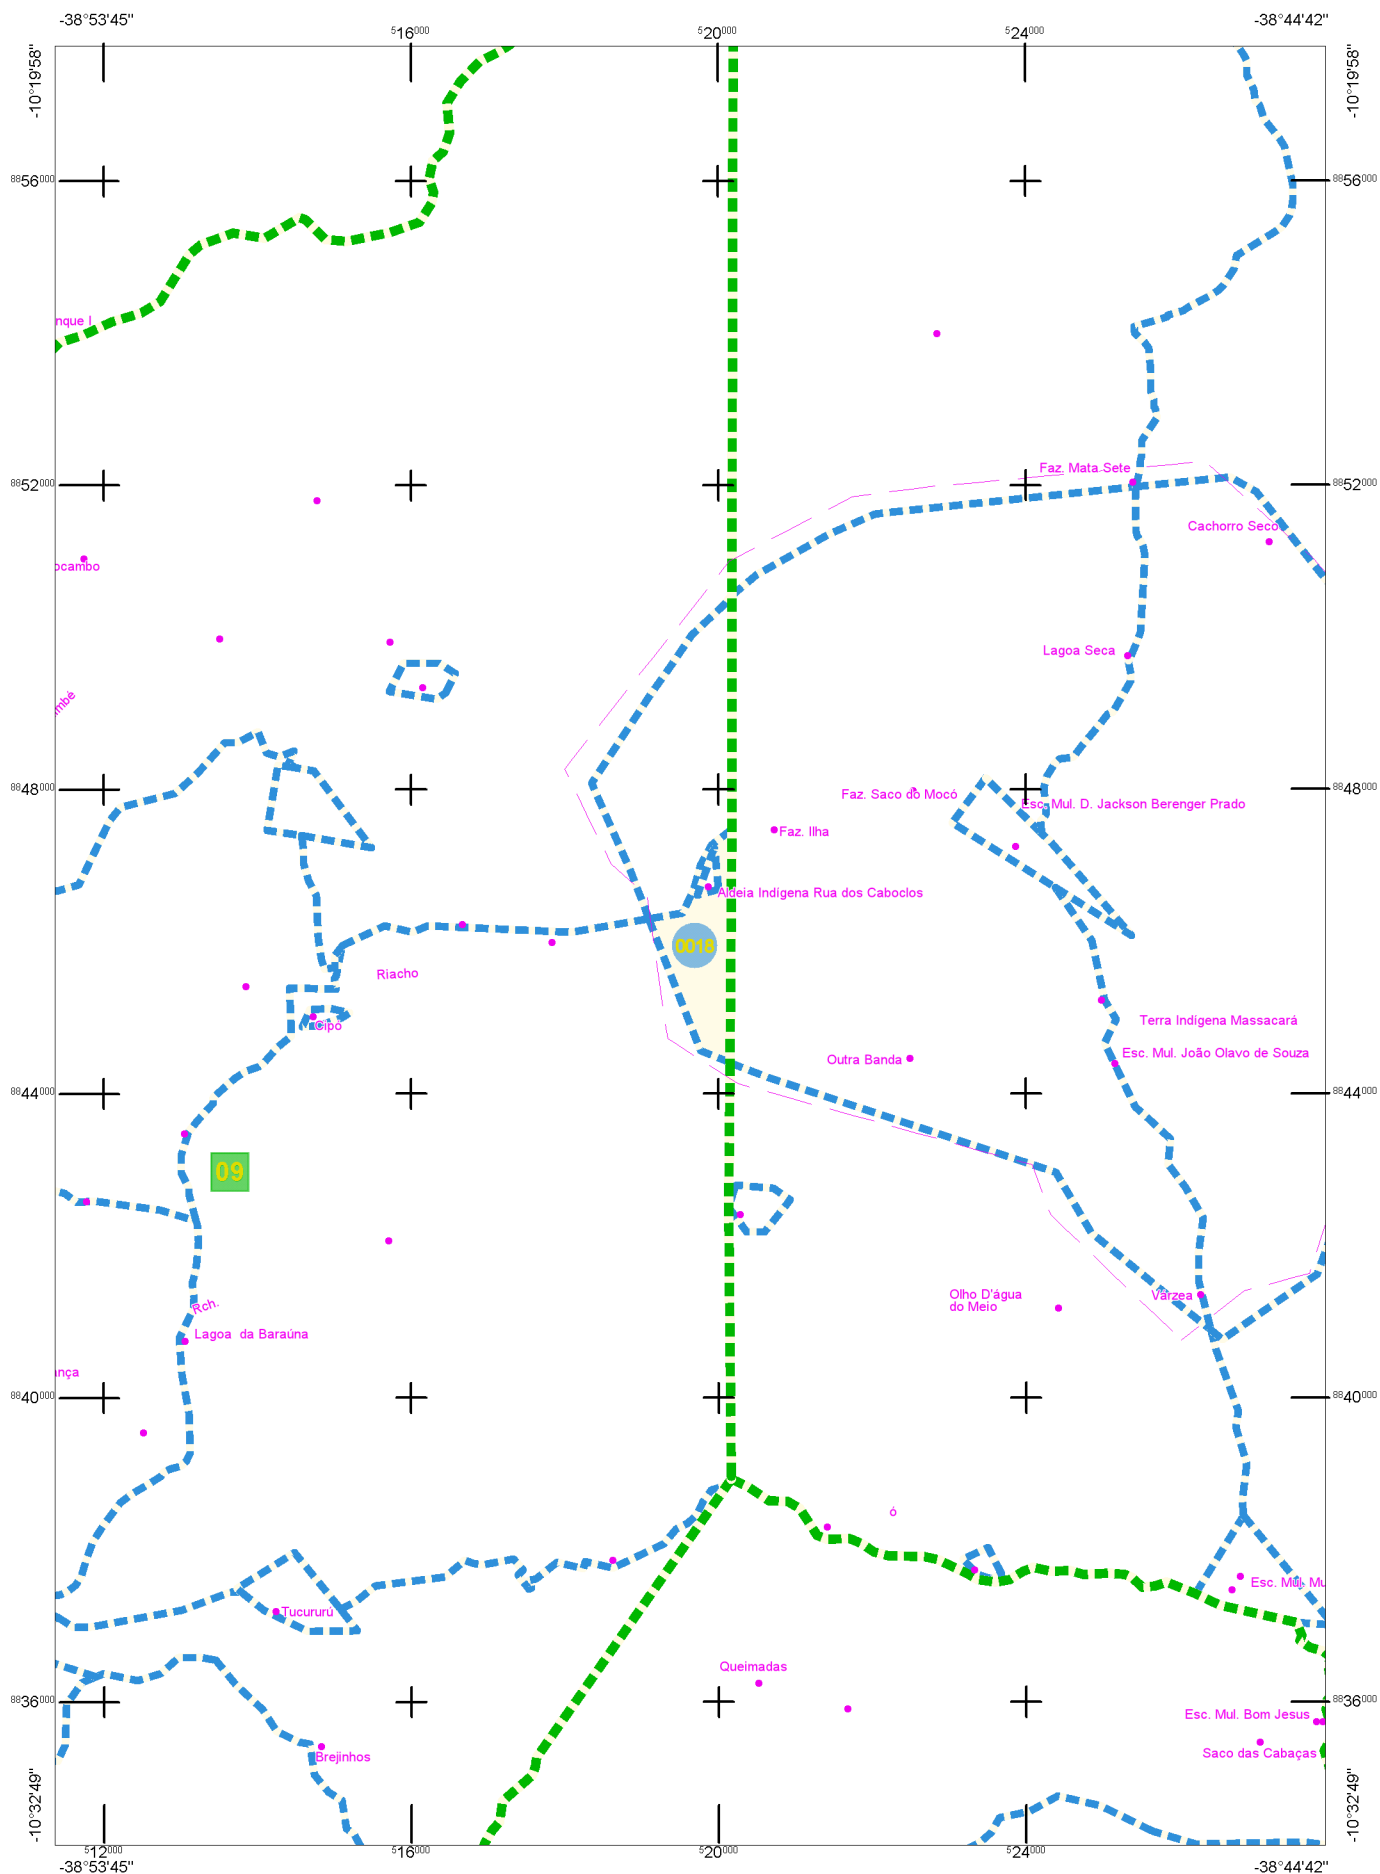 -38°53'45"
-38°44'42"
516000
520000
524000
-10°19'58"
-10°19'58"
8856000
8856000
nque I
Faz. Mata Sete
8852000
8852000
Cachorro Seco
ocambo
Lagoa Seca
imbé
8848000
8848000
Faz. Saco do Mocó
Esc. Mul. D. Jackson Berenger Prado
Faz. Ilha
Aldeia Indígena Rua dos Caboclos
0018
Riacho
Terra Indígena Massacará
Cipó
Esc. Mul. João Olavo de Souza
Outra Banda
8844000
8844000
09
Olho D'água
do Meio
Várzea
Rch.
Lagoa da Baraúna
ança
8840000
8840000
ó
Esc. Mul. Mu
Tucururú
Queimadas
8836000
8836000
Esc. Mul. Bom Jesus
Brejinhos
Saco das Cabaças
-10°32'49"
-10°32'49"
512000
516000
520000
524000
-38°53'45"
-38°44'42"